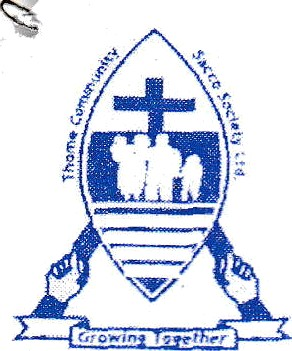 Thome Community
Sacco Society Ltd
Growing Together